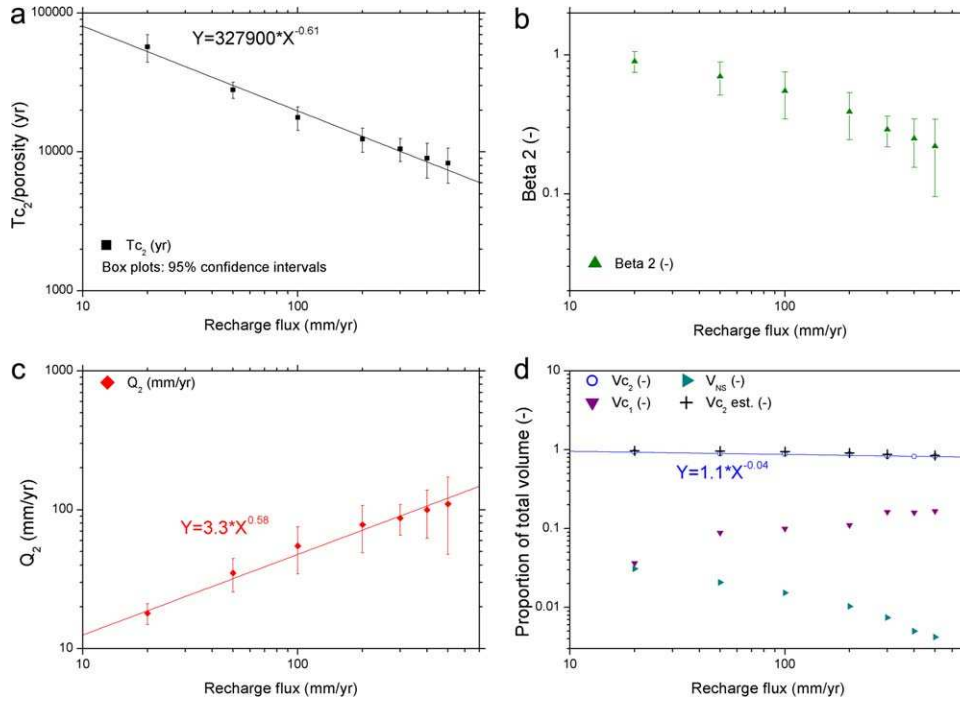 a
100000
10000
1000
Tc₂/porosity (yr)
Y=327900*X⁻⁰·⁶¹
Tc₂ (yr)
Box plots: 95% confidence intervals
10
100
Recharge flux (mm/yr)
b
1
0.1
Beta 2 (-)
Beta 2 (-)
10
100
Recharge flux (mm/yr)
c
1000
100
10
Q₂ (mm/yr)
Q₂ (mm/yr)
Y=3.3*X⁰·⁵⁸
10
100
Recharge flux (mm/yr)
d
10
1
0.1
0.01
Proportion of total volume (-)
Vc₂ (-) V_NS (-)
Vc₁ (-) Vc₂ est. (-)
Y=1.1*X⁻⁰·⁰⁴
10
100
Recharge flux (mm/yr)